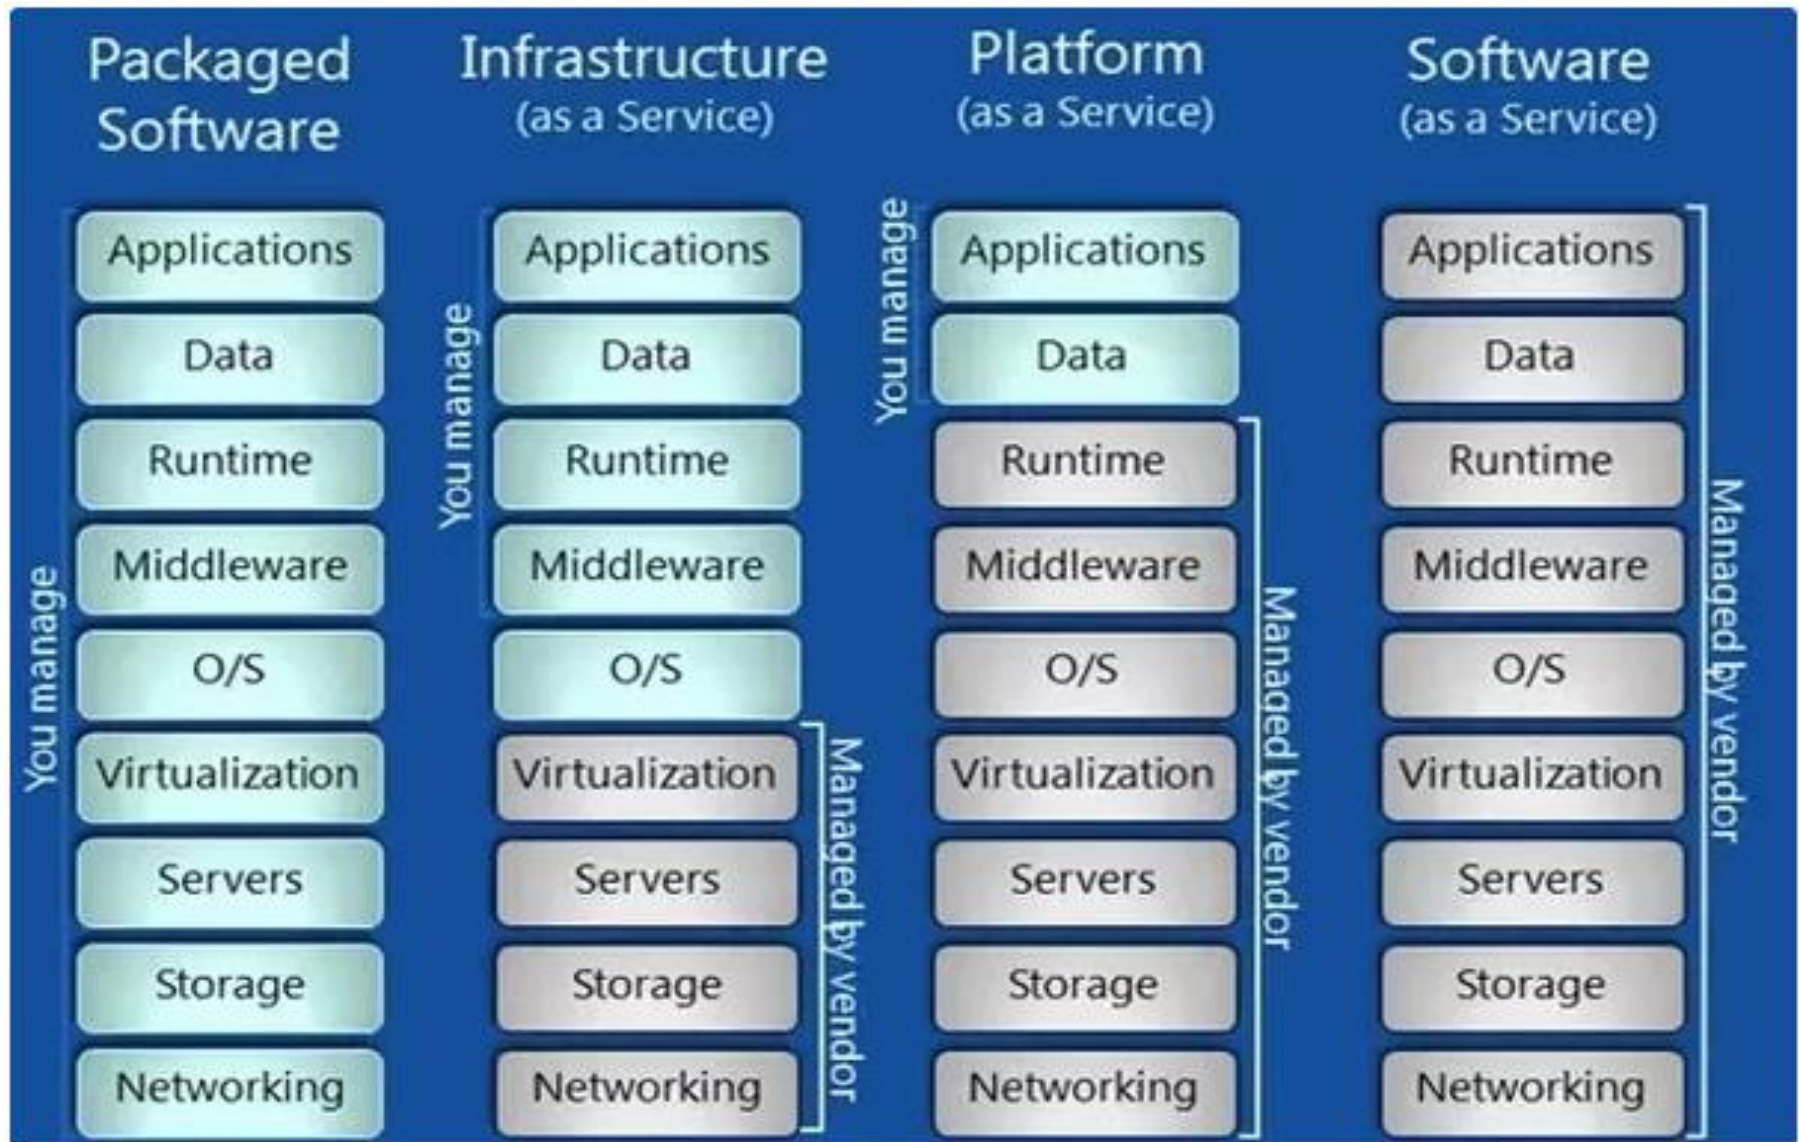 Packaged
Software
You manage
Applications
Data
Runtime
Middleware
O/S
Virtualization
Servers
Storage
Networking
Infrastructure
(as a Service)
You manage
Applications
Data
Runtime
Middleware
O/S
Virtualization
Servers
Storage
Networking
Managed by vendor
Platform
(as a Service)
You manage
Applications
Data
Runtime
Middleware
O/S
Virtualization
Servers
Storage
Networking
Managed by vendor
Software
(as a Service)
Applications
Data
Runtime
Middleware
O/S
Virtualization
Servers
Storage
Networking
Managed by vendor